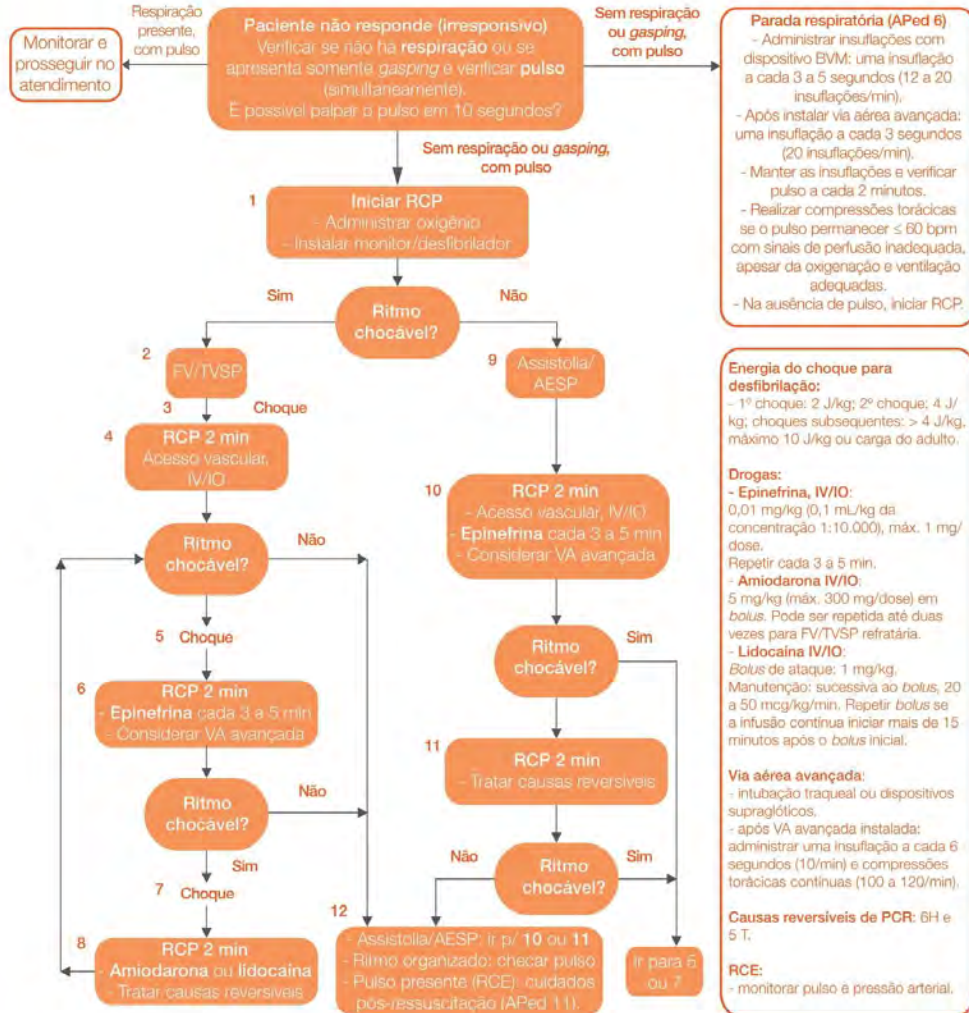 Respiração
presente,
com pulso
Monitorar e
prosseguir no
atendimento
Paciente não responde (irresponsivo)
Verificar se não há respiração ou se
apresenta somente gasping e verificar pulso
(simultaneamente).
É possível palpar o pulso em 10 segundos?
Sem respiração
ou gasping,
com pulso
Parada respiratória (APed 6)
- Administrar insuflações com
dispositivo BVM: uma insuflação
a cada 3 a 5 segundos (12 a 20
insuflações/min).
- Após instalar via aérea avançada:
uma insuflação a cada 3 segundos
(20 insuflações/min).
- Manter as insuflações e verificar
pulso a cada 2 minutos.
- Realizar compressões torácicas
se o pulso permanecer ≤ 60 bpm
com sinais de perfusão inadequada,
apesar da oxigenação e ventilação
adequadas.
- Na ausência de pulso, iniciar RCP.
Sem respiração ou gasping,
com pulso
1
Iniciar RCP
- Administrar oxigênio
- Instalar monitor/desfibrilador
Sim
Ritmo
chocável?
Não
2
FV/TVSP
9
Assistolia/
AESP
3
Choque
4
RCP 2 min
Acesso vascular,
IV/IO
Ritmo
chocável?
Não
5
Choque
6
RCP 2 min
- Epinefrina cada 3 a 5 min
- Considerar VA avançada
Ritmo
chocável?
Não
Sim
7
Choque
8
RCP 2 min
- Amiodarona ou lidocaína
- Tratar causas reversíveis
10
RCP 2 min
- Acesso vascular, IV/IO
- Epinefrina cada 3 a 5 min
- Considerar VA avançada
Ritmo
chocável?
Sim
11
RCP 2 min
- Tratar causas reversíveis
Não
Ritmo
chocável?
Sim
12
- Assistolia/AESP: ir p/ 10 ou 11
- Ritmo organizado: checar pulso
- Pulso presente (RCE): cuidados
pós-ressuscitação (APed 11).
Ir para 6
ou 7
Energia do choque para
desfibrilação:
- 1º choque: 2 J/kg; 2º choque; 4 J/
kg; choques subsequentes: > 4 J/kg,
máximo 10 J/kg ou carga do adulto.
Drogas:
- Epinefrina, IV/IO:
0,01 mg/kg (0,1 mL/kg da
concentração 1:10.000), máx. 1 mg/
dose.
Repetir cada 3 a 5 min.
- Amiodarona IV/IO:
5 mg/kg (máx. 300 mg/dose) em
bolus. Pode ser repetida até duas
vezes para FV/TVSP refratária.
- Lidocaína IV/IO:
Bolus de ataque: 1 mg/kg.
Manutenção: sucessiva ao bolus, 20
a 50 mcg/kg/min. Repetir bolus se
a infusão contínua iniciar mais de 15
minutos após o bolus inicial.
Via aérea avançada:
- intubação traqueal ou dispositivos
supraglóticos.
- após VA avançada instalada:
administrar uma insuflação a cada 6
segundos (10/min) e compressões
torácicas contínuas (100 a 120/min).
Causas reversíveis de PCR: 6H e
5 T.
RCE:
- monitorar pulso e pressão arterial.